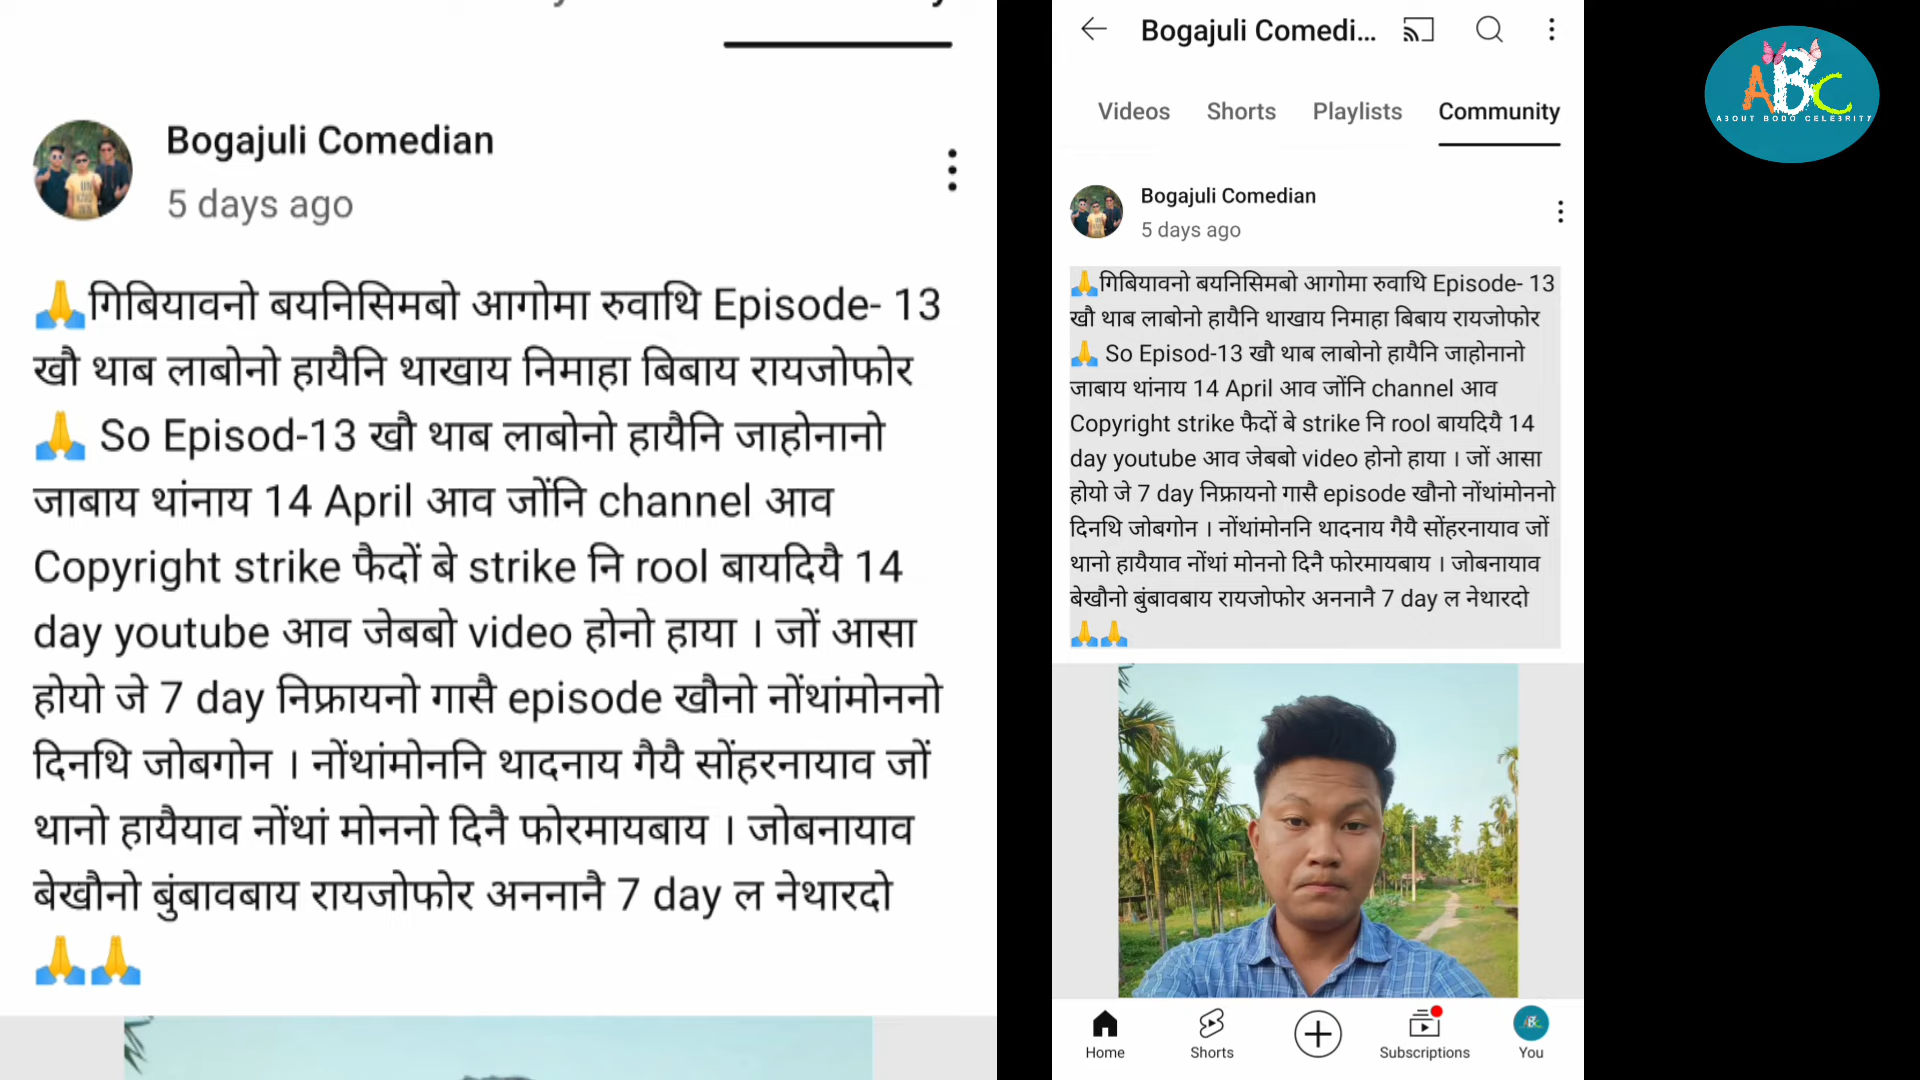 Bogajuli Comedian
5 days ago
🙏गिबियावनो बयनिसिमबो आगोमा रुवाथि Episode- 13
खौ थाब लाबोनो हायैनि थाखाय निमाहा बिबाय रायजोफोर
🙏 So Episod-13 खौ थाब लाबोनो हायैनि जाहोनानो
जाबाय थांनाय 14 April आव जोंनि channel आव
Copyright strike फैदों बे strike नि rool बायदियै 14
day youtube आव जेबबो video होनो हाया । जों आसा
होयो जे 7 day निफ्रायनो गासै episode खौनो नोंथांमोननो
दिनथि जोबगोन । नोंथांमोननि थादनाय गैयै सोंहरनायाव जों
थानो हायैयाव नोंथां मोननो दिनै फोरमायबाय । जोबनायाव
बेखौनो बुंबावबाय रायजोफोर अननानै 7 day ल नेथारदो
🙏🙏
Bogajuli Comedi...
Videos Shorts Playlists Community
Bogajuli Comedian
5 days ago
🙏गिबियावनो बयनिसिमबो आगोमा रुवाथि Episode- 13
खौ थाब लाबोनो हायैनि थाखाय निमाहा बिबाय रायजोफोर
🙏 So Episod-13 खौ थाब लाबोनो हायैनि जाहोनानो
जाबाय थांनाय 14 April आव जोंनि channel आव
Copyright strike फैदों बे strike नि rool बायदियै 14
day youtube आव जेबबो video होनो हाया । जों आसा
होयो जे 7 day निफ्रायनो गासै episode खौनो नोंथांमोननो
दिनथि जोबगोन । नोंथांमोननि थादनाय गैयै सोंहरनायाव जों
थानो हायैयाव नोंथां मोननो दिनै फोरमायबाय । जोबनायाव
बेखौनो बुंबावबाय रायजोफोर अननानै 7 day ल नेथारदो
🙏🙏
Home Shorts Subscriptions You
ABC
ABOUT BODO CELEBRITY